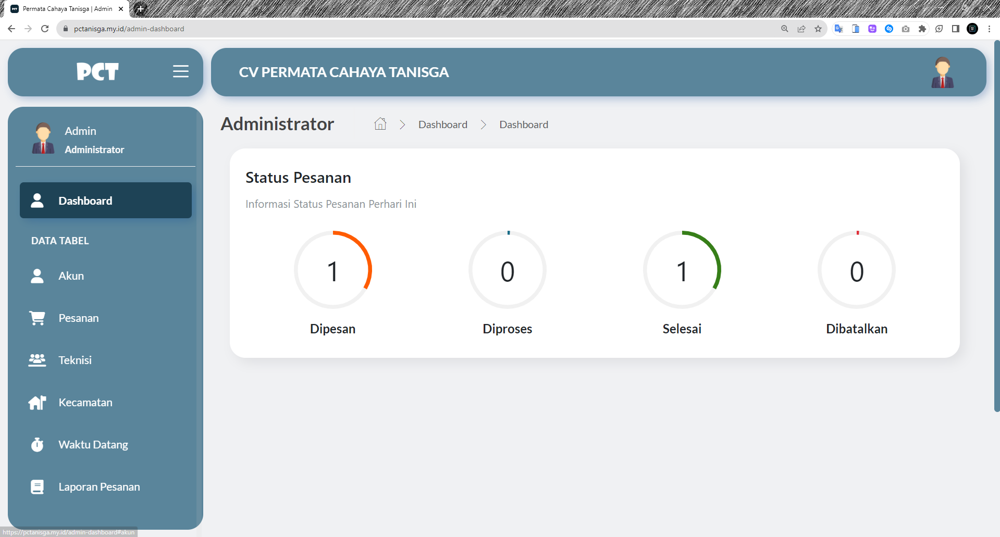 Permata Cahaya Tanisga | Admin
pctanisga.my.id/admin-dashboard
PCT
CV PERMATA CAHAYA TANISGA
Admin
Administrator
Dashboard
DATA TABEL
Akun
Pesanan
Teknisi
Kecamatan
Waktu Datang
Laporan Pesanan
Administrator
Dashboard
Dashboard
Status Pesanan
Informasi Status Pesanan Perhari Ini
1
0
1
0
Dipesan
Diproses
Selesai
Dibatalkan
https://pctanisga.my.id/admin-dashboard#akun